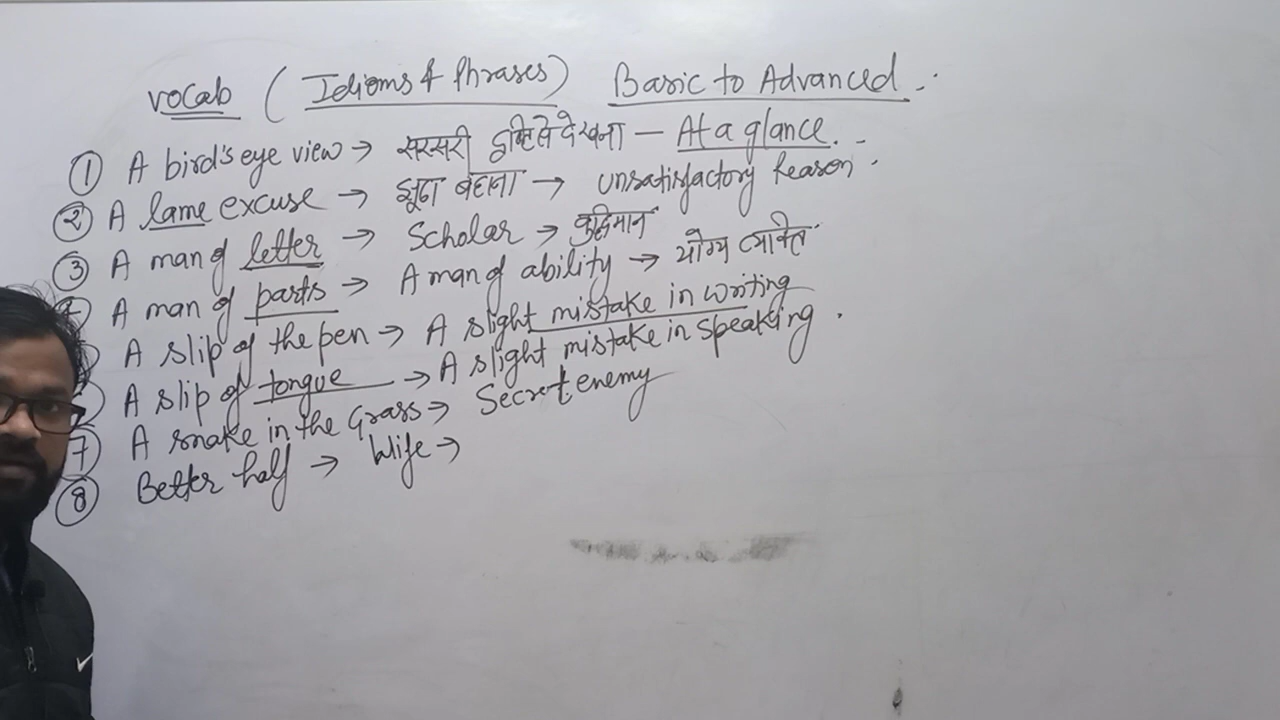 vocab ( Idioms & Phrases) Basic to Advanced .
① A bird's eye view → सरसरी दृष्टि से देखना — At a glance.
② A lame excuse → झूठा बहाना → unsatisfactory Reason .
③ A man of letter → Scholar → बुद्धिमान
A man of parts → A man of ability → योग्य व्यक्ति
A slip of the pen → A slight mistake in writing
A slip of tongue → A slight mistake in speaking .
⑦ A snake in the Grass → Secret enemy
⑧ Better half → Wife →